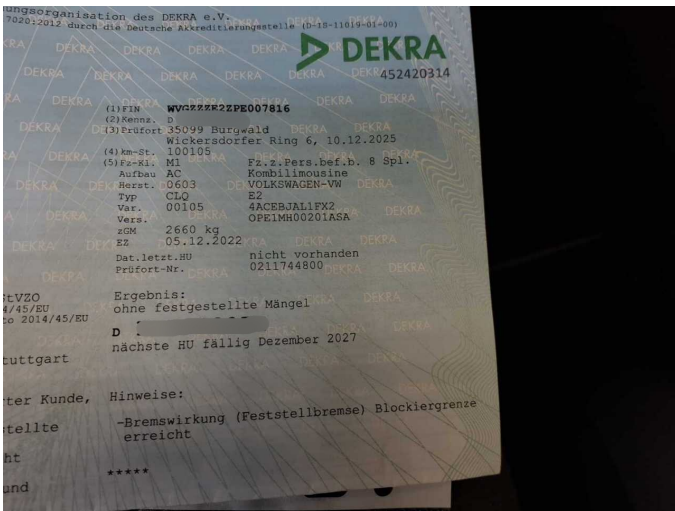 ungsorganisation des DEKRA e.V.
7020:2012 durch die Deutsche Akkreditierungsstelle (D-IS-11019-01-00)
DEKRA
452420314
(1)FIN WVGZZZE2ZPE007816
(2)Kennz. D
(3)Prüfort 35099 Burgwald
Wickersdorfer Ring 6, 10.12.2025
(4)km-St. 100105
(5)Fz-Kl. M1 Fz.z.Pers.bef.b. 8 Spl.
Aufbau AC Kombilimousine
Herst. 0603 VOLKSWAGEN-VW
Typ CLQ E2
Var. 00105 4ACEBJAL1FX2
Vers. OPE1MH00201ASA
zGM 2660 kg
EZ 05.12.2022
Dat.letzt.HU nicht vorhanden
Prüfort-Nr. 0211744800
StVZO Ergebnis:
4/45/EU ohne festgestellte Mängel
to 2014/45/EU
D
nächste HU fällig Dezember 2027
tuttgart
rter Kunde, Hinweise:
stellte -Bremswirkung (Feststellbremse) Blockiergrenze
erreicht
ht
*****
und